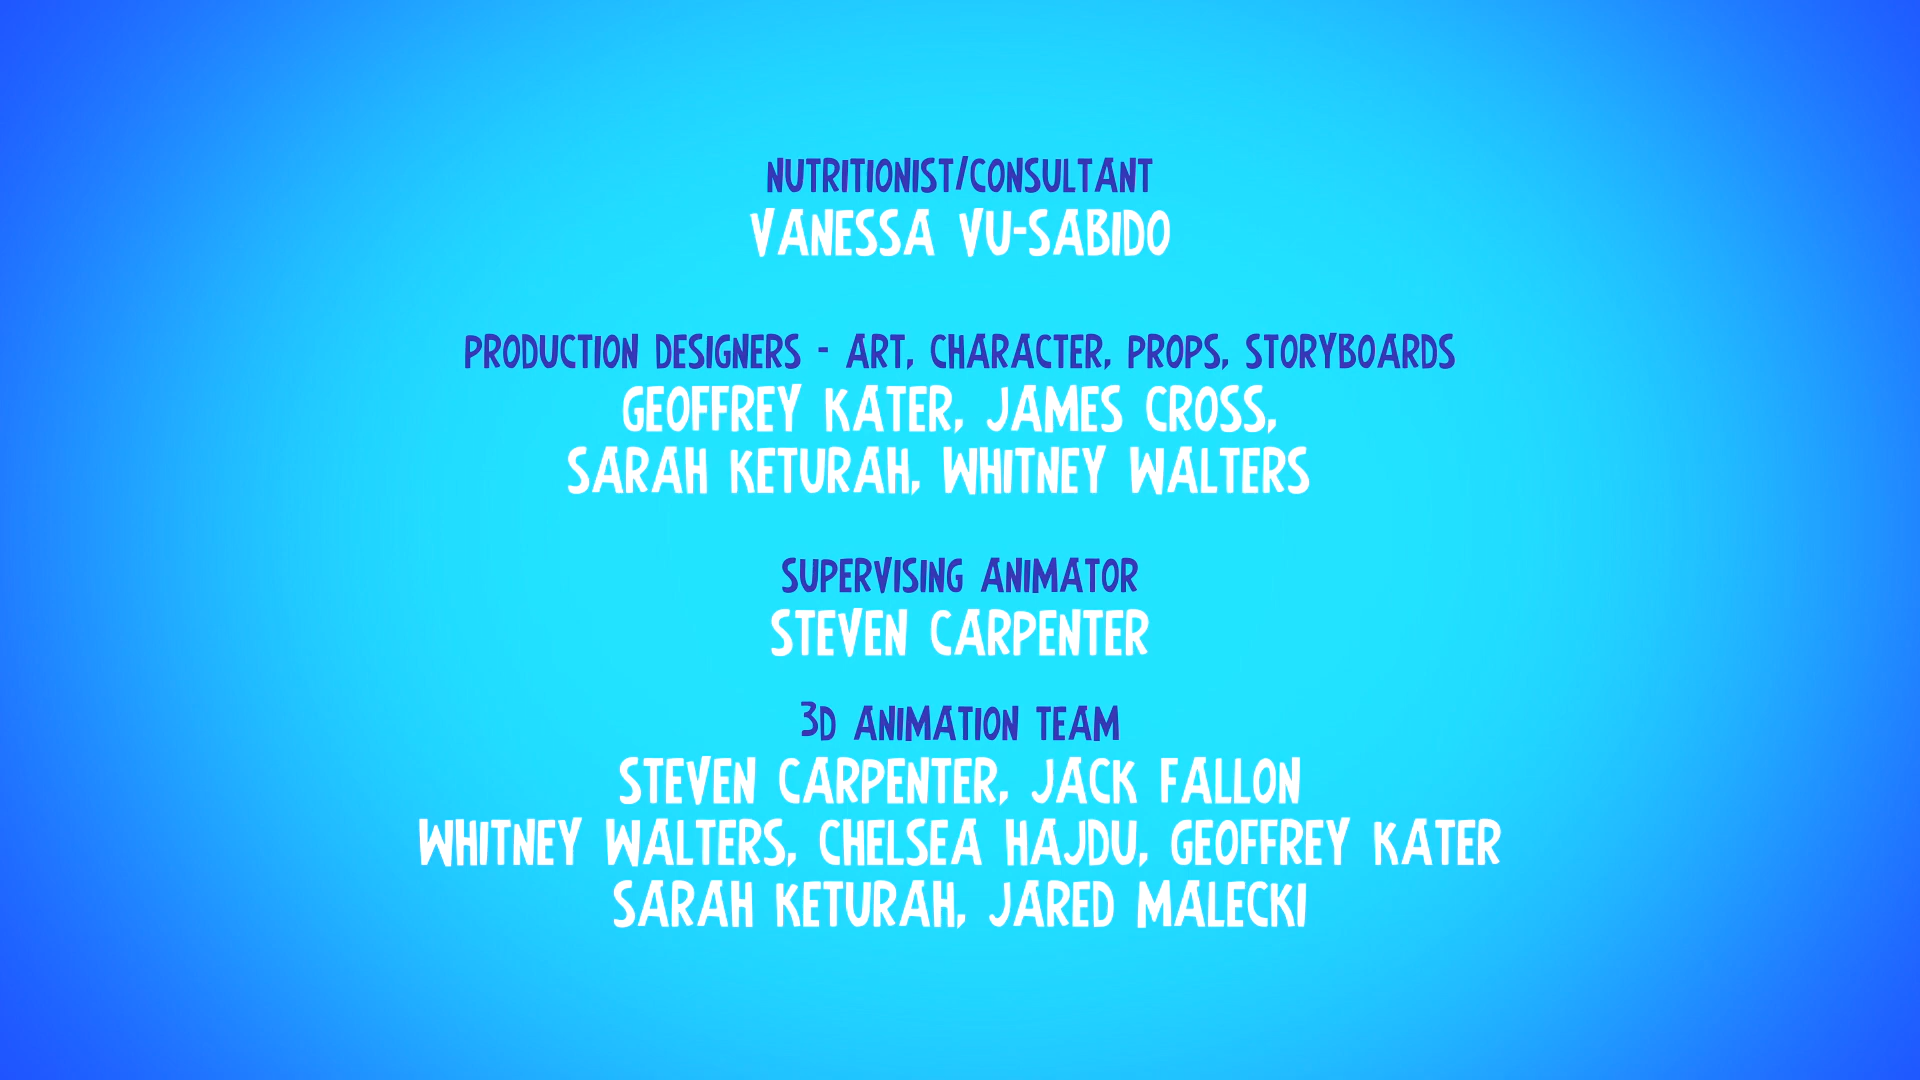 NUTRITIONIST/CONSULTANT
VANESSA VU-SABIDO
PRODUCTION DESIGNERS - ART, CHARACTER, PROPS, STORYBOARDS
GEOFFREY KATER, JAMES CROSS,
SARAH KETURAH, WHITNEY WALTERS
SUPERVISING ANIMATOR
STEVEN CARPENTER
3D ANIMATION TEAM
STEVEN CARPENTER, JACK FALLON
WHITNEY WALTERS, CHELSEA HAJDU, GEOFFREY KATER
SARAH KETURAH, JARED MALECKI